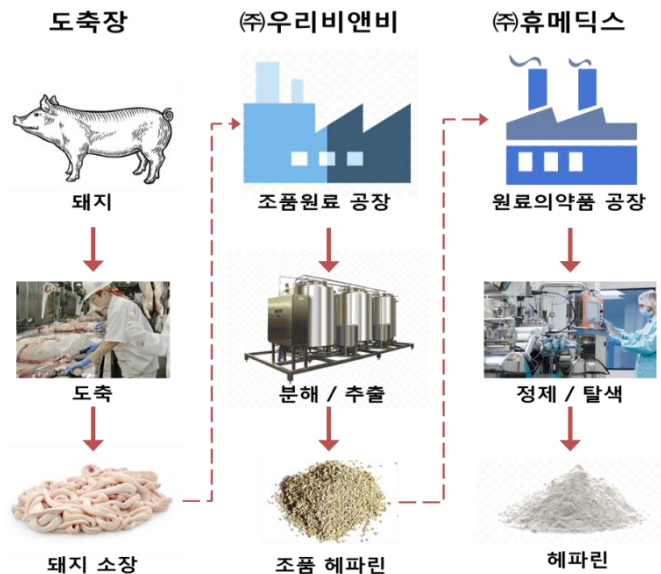 도축장
㈜우리비앤비
㈜휴메딕스
돼지
조품원료 공장
원료의약품 공장
도축
분해 / 추출
정제 / 탈색
돼지 소장
조품 헤파린
헤파린